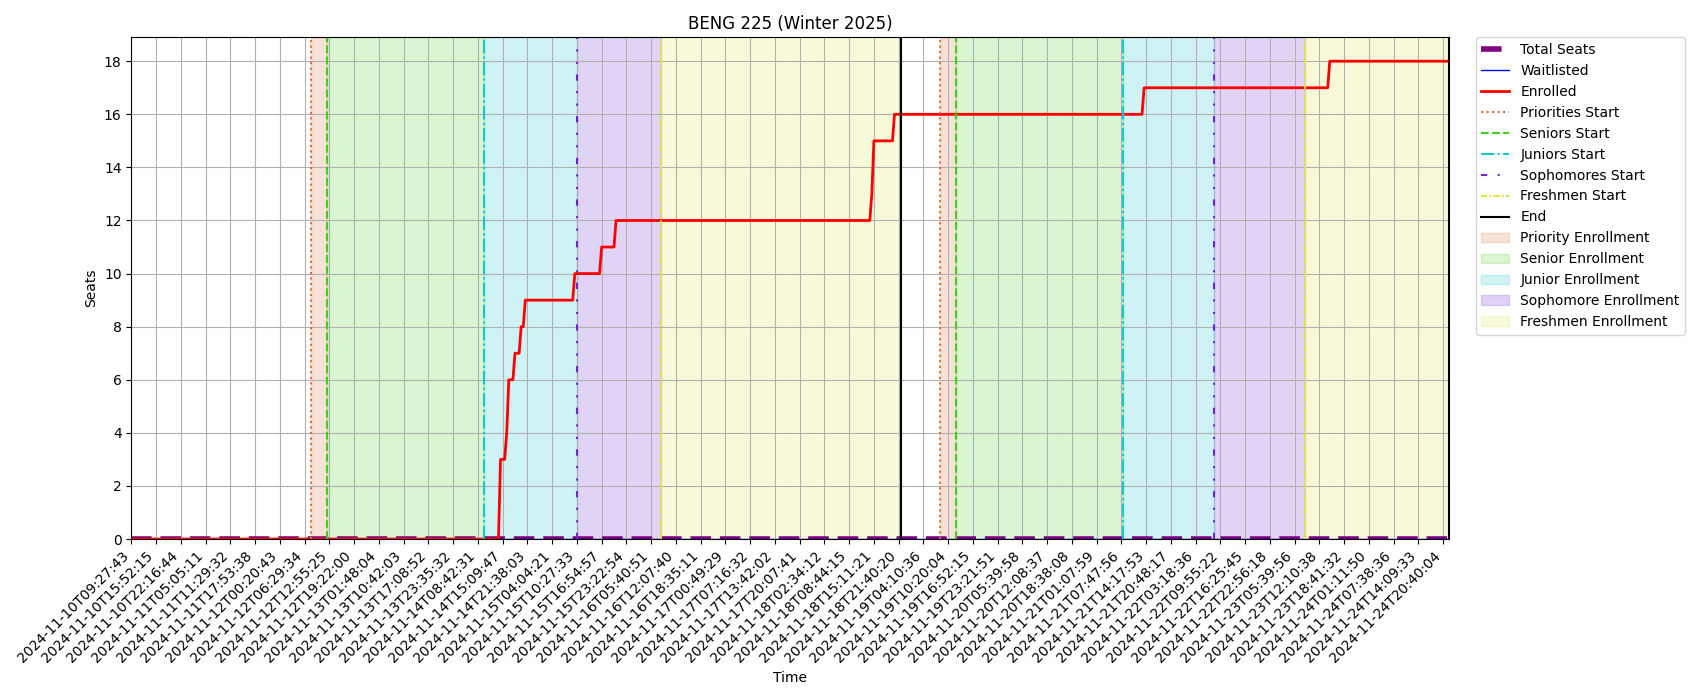 BENG 225 (Winter 2025)
Seats
18
16
14
12
10
8
6
4
2
0
2024-11-10T09:27:43
2024-11-10T15:52:15
2024-11-10T22:16:44
2024-11-11T05:05:11
2024-11-11T11:29:32
2024-11-11T17:53:38
2024-11-12T00:20:43
2024-11-12T06:29:34
2024-11-12T12:55:25
2024-11-12T19:22:00
2024-11-13T01:48:04
2024-11-13T10:42:03
2024-11-13T17:08:52
2024-11-13T23:35:32
2024-11-14T08:42:31
2024-11-14T15:09:47
2024-11-14T21:38:03
2024-11-15T04:04:21
2024-11-15T10:27:33
2024-11-15T16:54:57
2024-11-15T23:22:54
2024-11-16T05:40:51
2024-11-16T12:07:40
2024-11-16T18:35:11
2024-11-17T00:49:29
2024-11-17T07:16:32
2024-11-17T13:42:02
2024-11-17T20:07:41
2024-11-18T02:34:12
2024-11-18T08:44:15
2024-11-18T15:11:21
2024-11-18T21:40:20
2024-11-19T04:10:36
2024-11-19T10:20:04
2024-11-19T16:52:15
2024-11-19T23:21:51
2024-11-20T05:39:58
2024-11-20T12:08:37
2024-11-20T18:38:08
2024-11-21T01:07:59
2024-11-21T07:47:56
2024-11-21T14:17:53
2024-11-21T20:48:17
2024-11-22T03:18:36
2024-11-22T09:55:22
2024-11-22T16:25:45
2024-11-22T22:56:18
2024-11-23T05:39:56
2024-11-23T12:10:38
2024-11-23T18:41:32
2024-11-24T01:11:50
2024-11-24T07:38:36
2024-11-24T14:09:33
2024-11-24T20:40:04
Time
Total Seats
Waitlisted
Enrolled
Priorities Start
Seniors Start
Juniors Start
Sophomores Start
Freshmen Start
End
Priority Enrollment
Senior Enrollment
Junior Enrollment
Sophomore Enrollment
Freshmen Enrollment